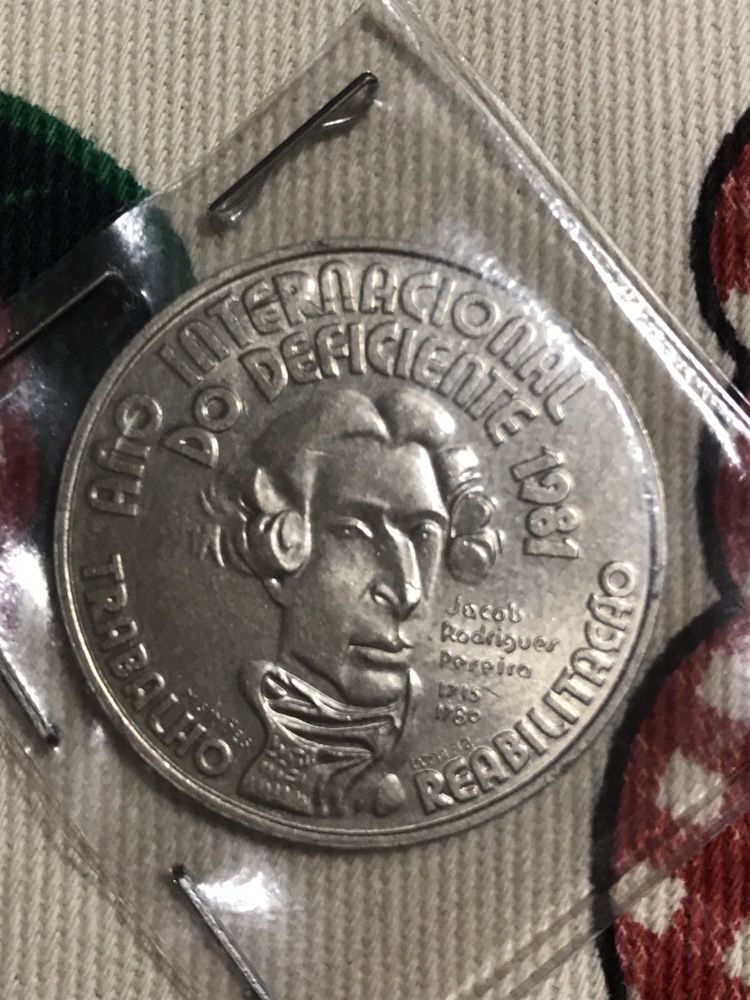 ANO INTERNACIONAL
DO DEFICIENTE 1981
TRABALHO
REABILITAÇÃO
Jacob
Rodrigues
Pereira
1715
1780